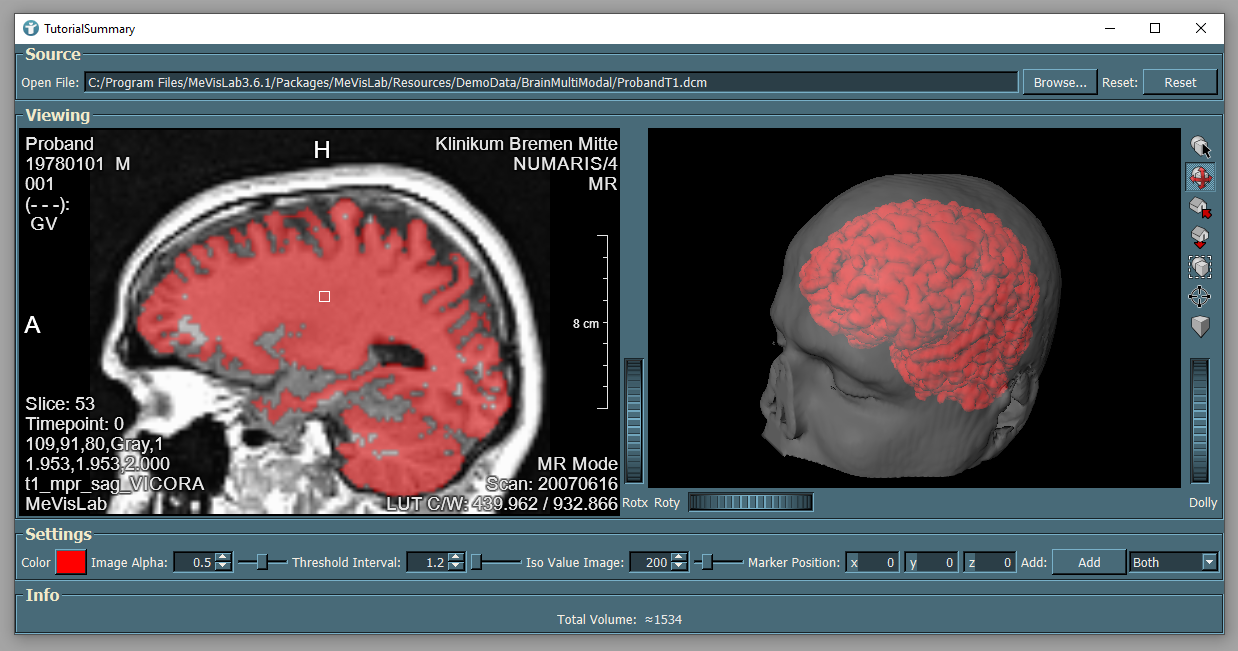 TutorialSummary
Source
Open File: C:/Program Files/MeVisLab3.6.1/Packages/MeVisLab/Resources/DemoData/BrainMultiModal/ProbandT1.dcm Browse... Reset: Reset
Viewing
Proband
19780101 M
001
(- - -):
GV
H
Klinikum Bremen Mitte
NUMARIS/4
MR
A
8 cm
Slice: 53
Timepoint: 0
109,91,80,Gray,1
1.953,1.953,2.000
t1_mpr_sag_VICORA
MeVisLab
MR Mode
Scan: 20070616
LUT C/W: 439.962 / 932.866
Rotx Roty
Dolly
Settings
Color Image Alpha: 0.5 Threshold Interval: 1.2 Iso Value Image: 200 Marker Position: x 0 y 0 z 0 Add: Add Both
Info
Total Volume: ≈1534